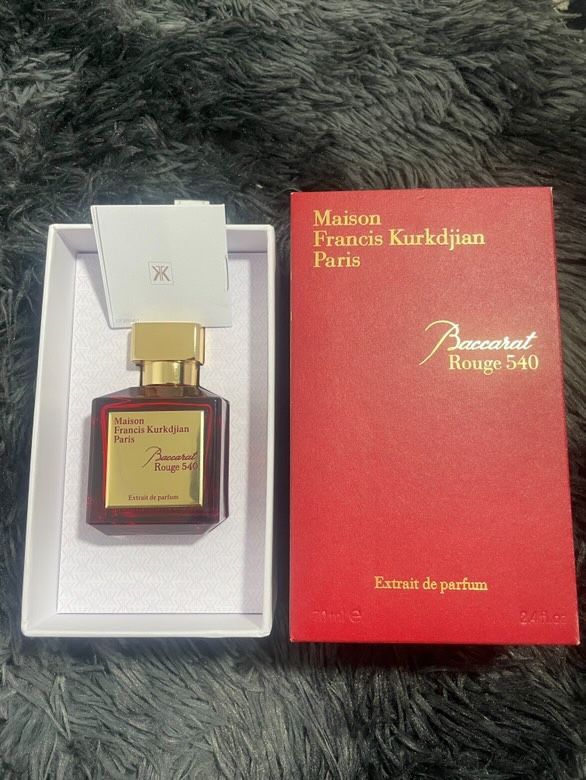 Maison
Francis Kurkdjian
Paris
Baccarat
Rouge 540
Extrait de parfum
Maison
Francis Kurkdjian
Paris
Baccarat
Rouge 540
Extrait de parfum
70 ml e
2.4 fl.oz